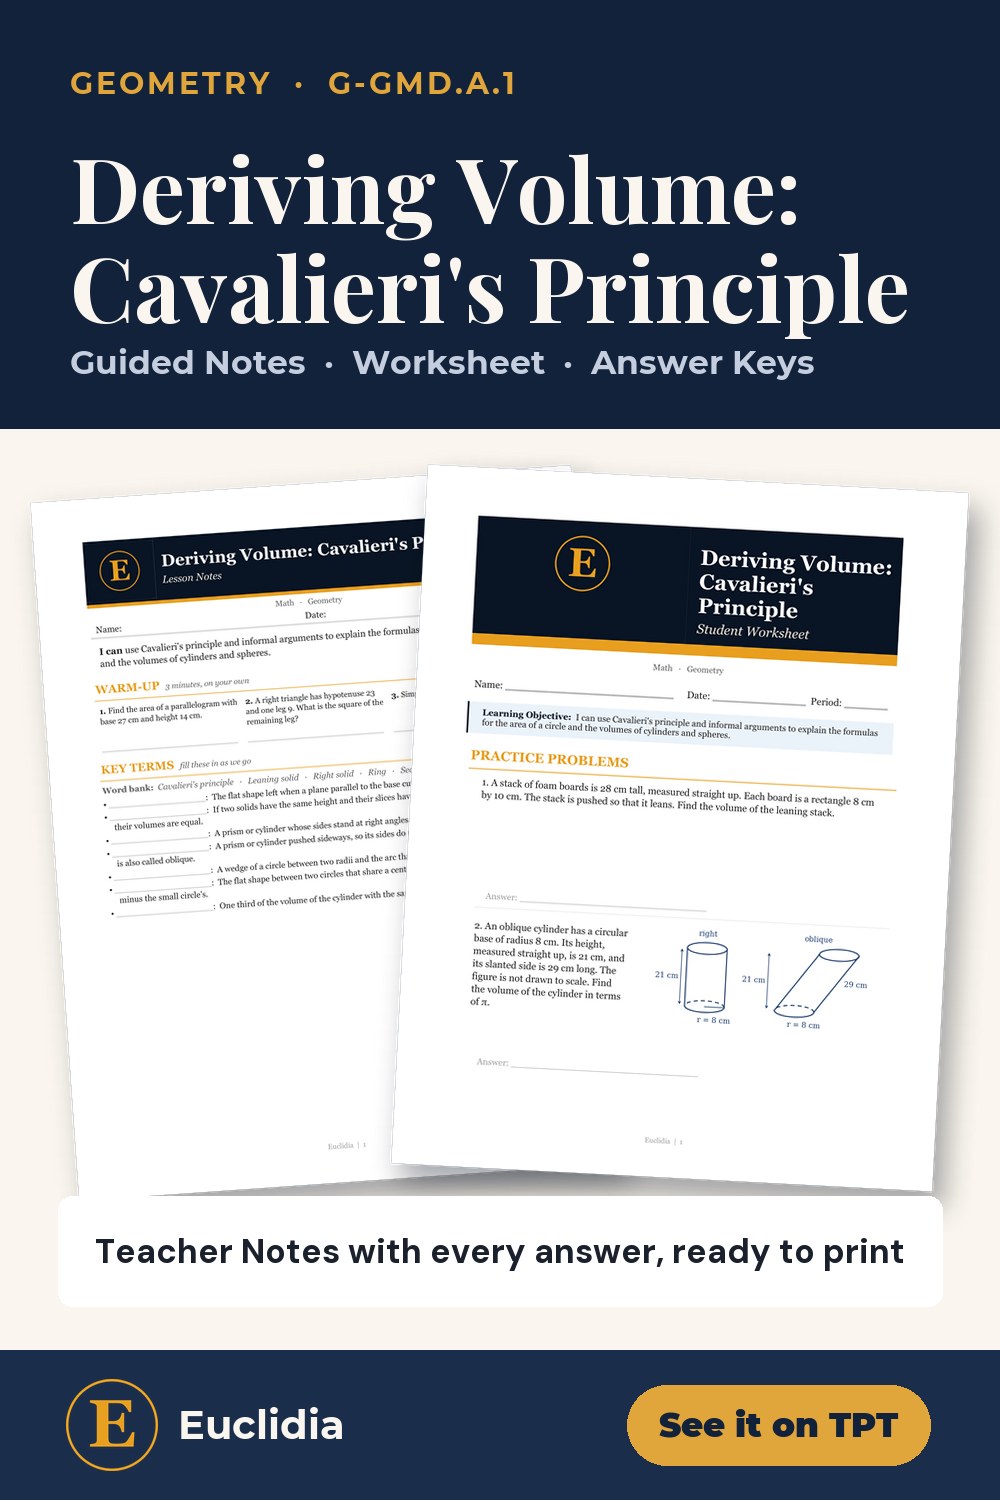 GEOMETRY · G-GMD.A.1
Deriving Volume:
Cavalieri's Principle
Guided Notes · Worksheet · Answer Keys
E
Deriving Volume: Cavalieri's P
Lesson Notes
Math · Geometry
Name:
Date:
I can use Cavalieri's principle and informal arguments to explain the formulas
and the volumes of cylinders and spheres.
WARM-UP 3 minutes, on your own
1. Find the area of a parallelogram with
base 27 cm and height 14 cm.
2. A right triangle has hypotenuse 23
and one leg 9. What is the square of the
remaining leg?
3. Sim
KEY TERMS fill these in as we go
Word bank: Cavalieri's principle · Leaning solid · Right solid · Ring · Sec
: The flat shape left when a plane parallel to the base cu
: If two solids have the same height and their slices hav
their volumes are equal.
: A prism or cylinder whose sides stand at right angles
: A prism or cylinder pushed sideways, so its sides do
is also called oblique.
: A wedge of a circle between two radii and the arc th
: The flat shape between two circles that share a cent
minus the small circle's.
: One third of the volume of the cylinder with the sa
Euclidia | 1
E
Deriving Volume:
Cavalieri's
Principle
Student Worksheet
Math · Geometry
Name: Date: Period:
Learning Objective: I can use Cavalieri's principle and informal arguments to explain the formulas
for the area of a circle and the volumes of cylinders and spheres.
PRACTICE PROBLEMS
1. A stack of foam boards is 28 cm tall, measured straight up. Each board is a rectangle 8 cm
by 10 cm. The stack is pushed so that it leans. Find the volume of the leaning stack.
Answer:
2. An oblique cylinder has a circular
base of radius 8 cm. Its height,
measured straight up, is 21 cm, and
its slanted side is 29 cm long. The
figure is not drawn to scale. Find
the volume of the cylinder in terms
of π.
right
oblique
21 cm
21 cm
29 cm
r = 8 cm
r = 8 cm
Answer:
Euclidia | 1
Teacher Notes with every answer, ready to print
E
Euclidia
See it on TPT